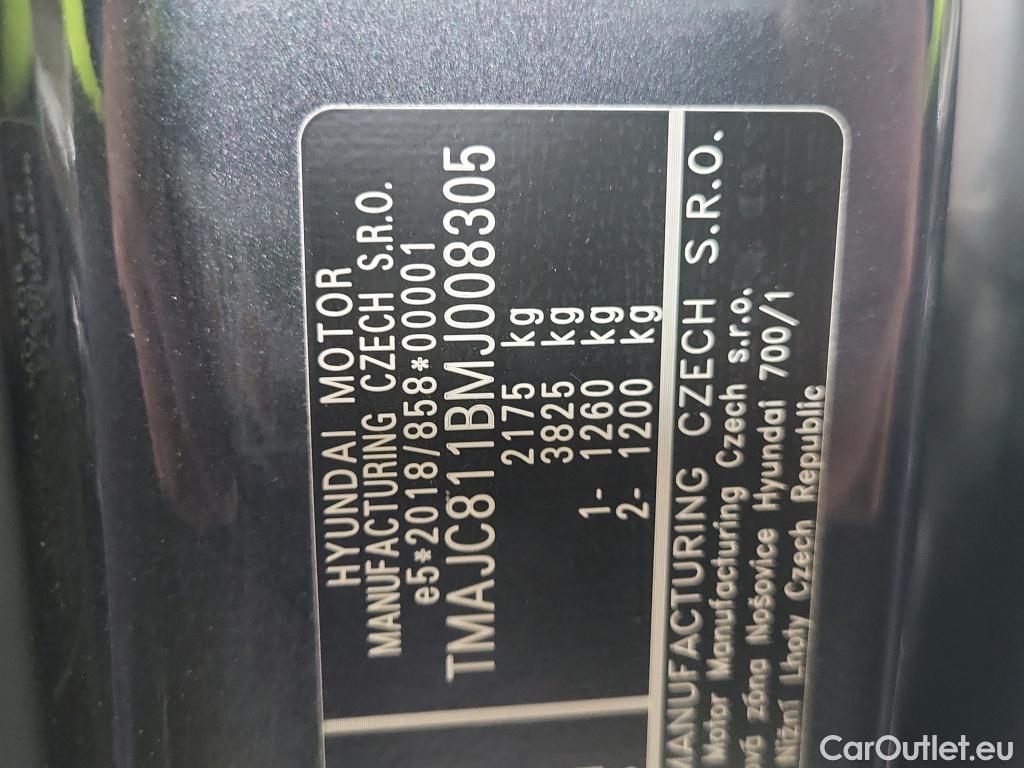 HYUNDAI MOTOR
MANUFACTURING CZECH S.R.O.
e5*2018/858*00001
TMAJC811BMJ008305
2175 kg
3825 kg
1- 1260 kg
2- 1200 kg
MANUFACTURING CZECH S.R.O.
Motor Manufacturing Czech s.r.o.
zóna Nošovice Hyundai 700/1
Nižní Lhoty Czech Republic
CarOutlet.eu